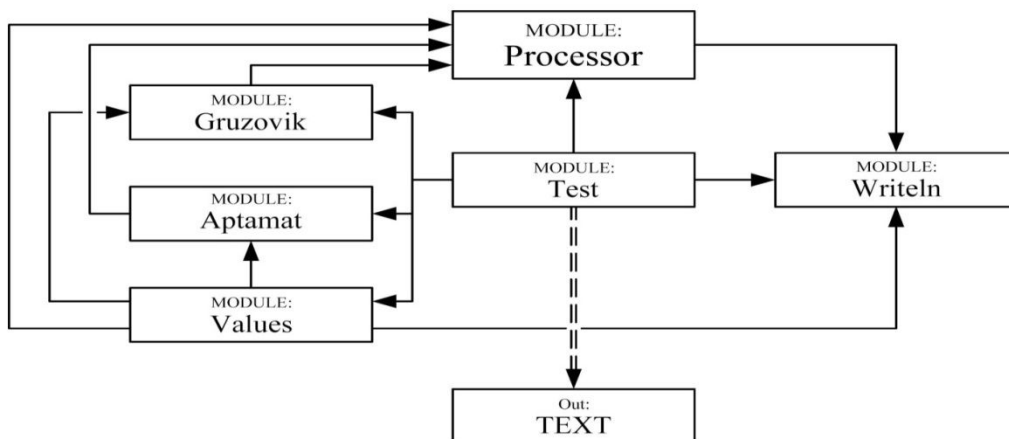 MODULE:
Processor
MODULE:
Gruzovik
MODULE:
Test
MODULE:
Writeln
MODULE:
Aptamat
MODULE:
Values
Out:
TEXT